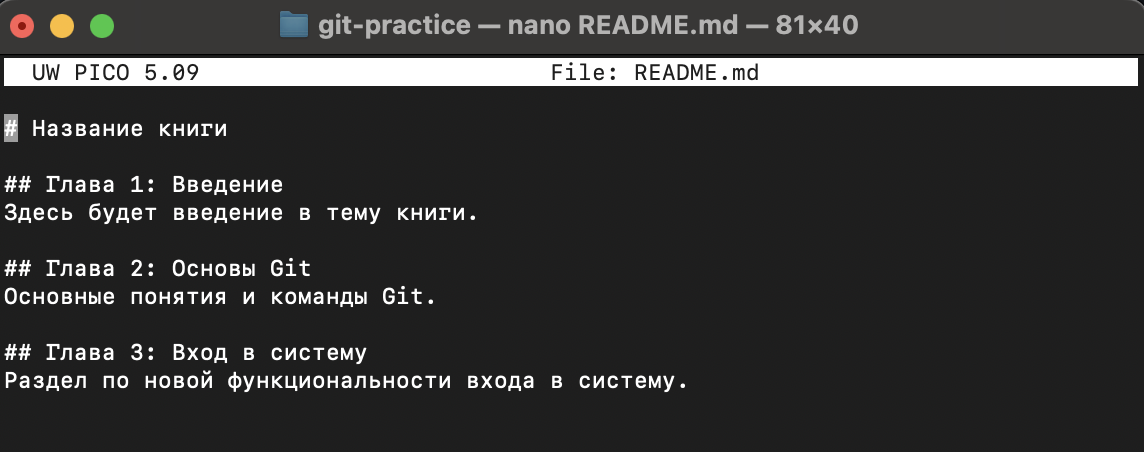 git-practice — nano README.md — 81×40
UW PICO 5.09 File: README.md
# Название книги
## Глава 1: Введение
Здесь будет введение в тему книги.
## Глава 2: Основы Git
Основные понятия и команды Git.
## Глава 3: Вход в систему
Раздел по новой функциональности входа в систему.